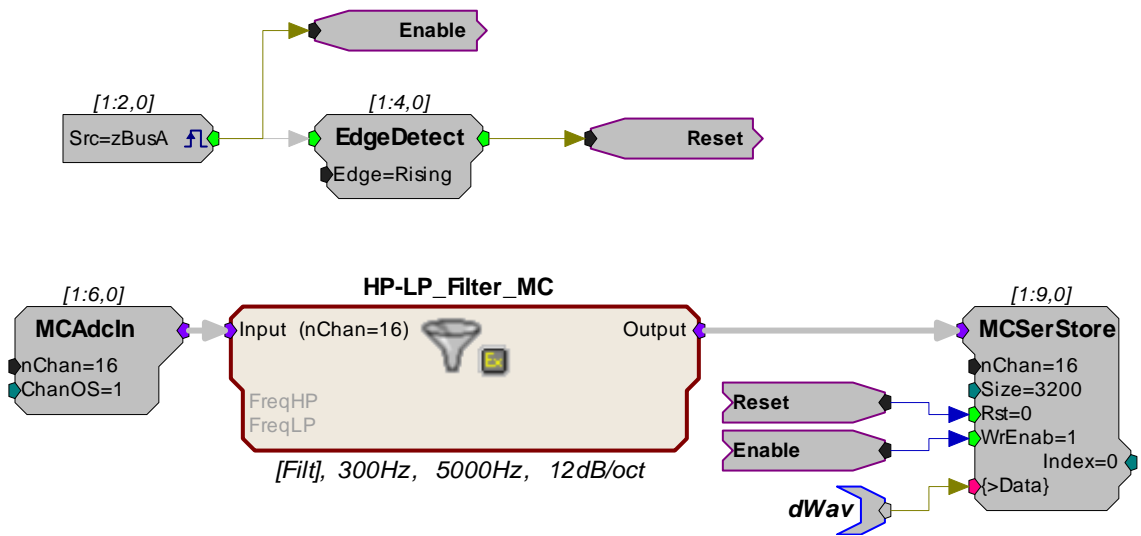 Enable
[1:2,0]
[1:4,0]
Src=zBusA
EdgeDetect
Reset
Edge=Rising
HP-LP_Filter_MC
[1:6,0]
[1:9,0]
MCAdcIn
Input (nChan=16)
Output
MCSerStore
nChan=16
nChan=16
Ex
ChanOS=1
Size=3200
FreqHP
Reset
Rst=0
FreqLP
Enable
WrEnab=1
Index=0
[Filt], 300Hz, 5000Hz, 12dB/oct
{>Data}
dWav